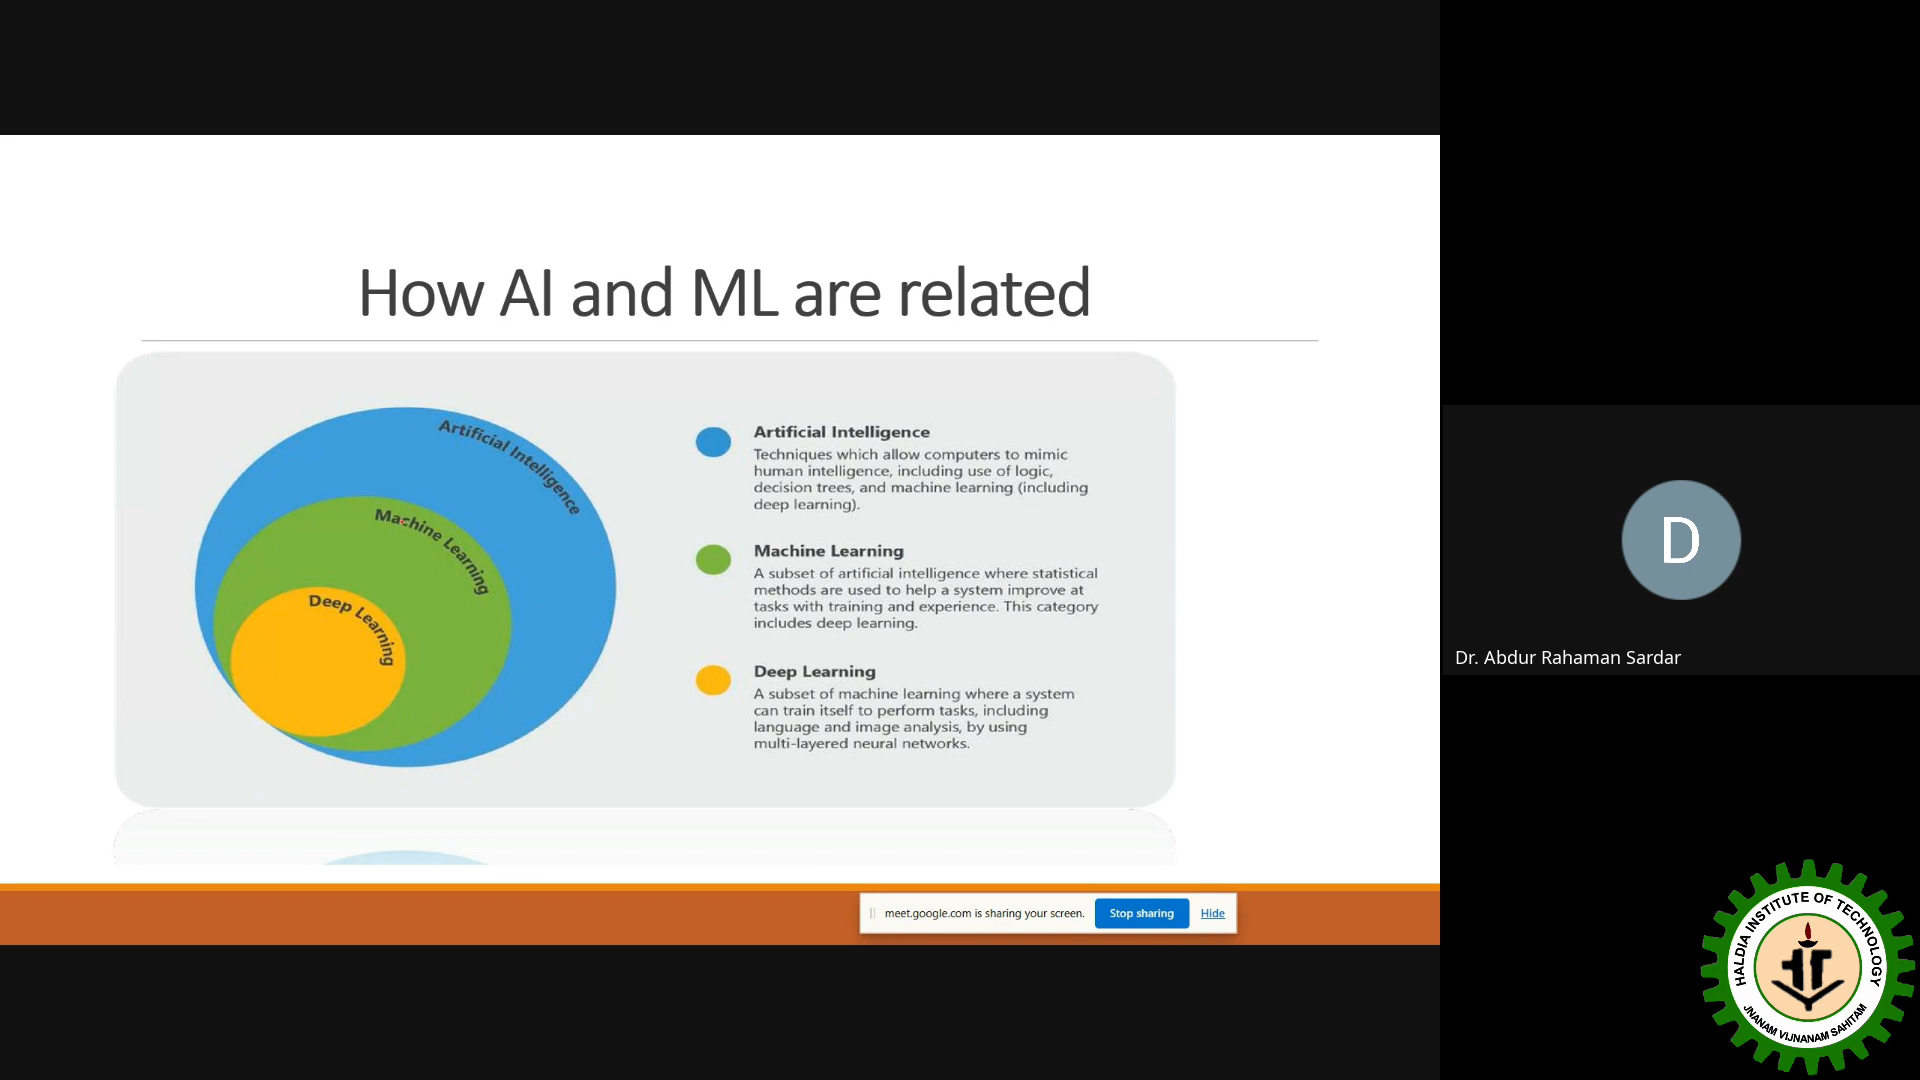 How AI and ML are related
Artificial Intelligence
Machine Learning
Deep Learning
Artificial Intelligence
Techniques which allow computers to mimic
human intelligence, including use of logic,
decision trees, and machine learning (including
deep learning).
Machine Learning
A subset of artificial intelligence where statistical
methods are used to help a system improve at
tasks with training and experience. This category
includes deep learning.
Deep Learning
A subset of machine learning where a system
can train itself to perform tasks, including
language and image analysis, by using
multi-layered neural networks.
meet.google.com is sharing your screen.
Stop sharing
Hide
D
Dr. Abdur Rahaman Sardar
HALDIA INSTITUTE OF TECHNOLOGY
JNANAM VIJNANAM SAHITAM